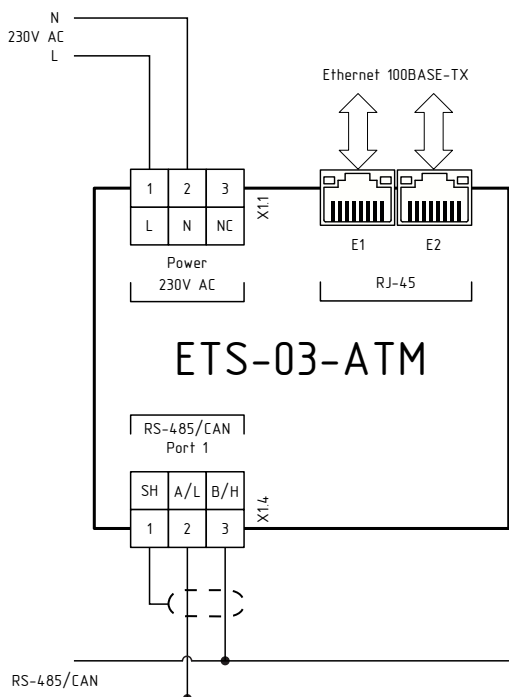 N
230V AC
L
Ethernet 100BASE-TX
1 2 3
L N NC
X1.1
Power
230V AC
E1 E2
RJ-45
ETS-03-ATM
RS-485/CAN
Port 1
SH A/L B/H
1 2 3
X1.4
RS-485/CAN